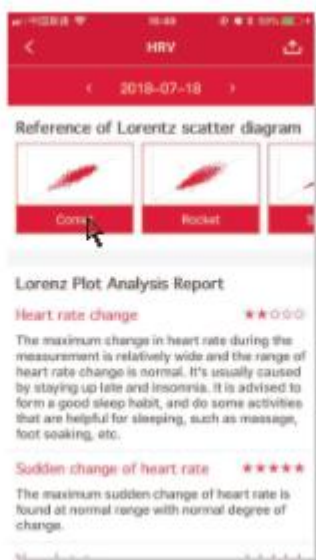 HRV
2018-07-18
Reference of Lorentz scatter diagram
Rocket
Lorenz Plot Analysis Report
Heart rate change ★★☆☆☆
The maximum change in heart rate during the
measurement is relatively wide and the range of
heart rate change is normal. It's usually caused
by staying up late and insomnia. It is advised to
form a good sleep habit, and do some activities
that are helpful for sleeping, such as massage,
foot soaking, etc.
Sudden change of heart rate ★★★★★
The maximum sudden change of heart rate is
found at normal range with normal degree of
change.